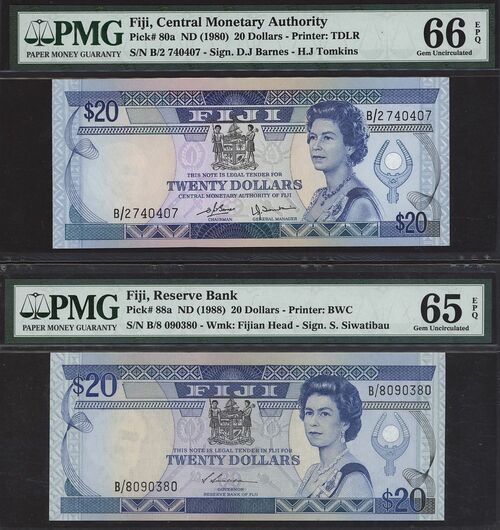 PMG
PAPER MONEY GUARANTY
Fiji, Central Monetary Authority
Pick# 80a ND (1980) 20 Dollars - Printer: TDLR
S/N B/2 740407 - Sign. D.J Barnes - H.J Tomkins
66 EPQ
Gem Uncirculated
$20
FIJI
B/2740407
THIS NOTE IS LEGAL TENDER FOR
TWENTY DOLLARS
CENTRAL MONETARY AUTHORITY OF FIJI
B/2740407
CHAIRMAN
GENERAL MANAGER
$20
PMG
PAPER MONEY GUARANTY
Fiji, Reserve Bank
Pick# 88a ND (1988) 20 Dollars - Printer: BWC
S/N B/8 090380 - Wmk: Fijian Head - Sign. S. Siwatibau
65 EPQ
Gem Uncirculated
$20
FIJI
B/8090380
THIS NOTE IS LEGAL TENDER IN FIJI FOR
TWENTY DOLLARS
B/8090380
GOVERNOR
RESERVE BANK OF FIJI
$20